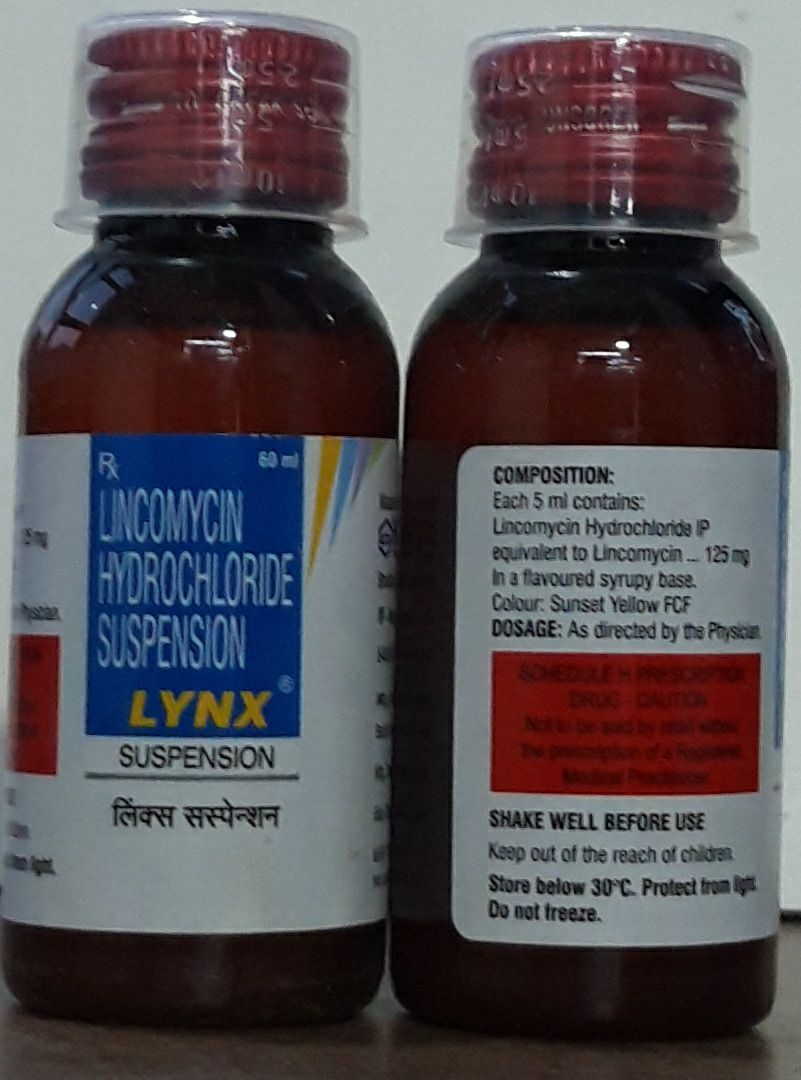 UNSCREW
Rx
60 ml
LINCOMYCIN
HYDROCHLORIDE
SUSPENSION
LYNX®
SUSPENSION
लिंक्स सस्पेन्शन
COMPOSITION:
Each 5 ml contains:
Lincomycin Hydrochloride IP
equivalent to Lincomycin ... 125 mg
In a flavoured syrupy base.
Colour: Sunset Yellow FCF
DOSAGE: As directed by the Physician
SCHEDULE H PRESCRIPTION
DRUG - CAUTION
Not to be sold by retail without
the prescription of a Registered
Medical Practitioner
SHAKE WELL BEFORE USE
Keep out of the reach of children.
Store below 30°C. Protect from light.
Do not freeze.